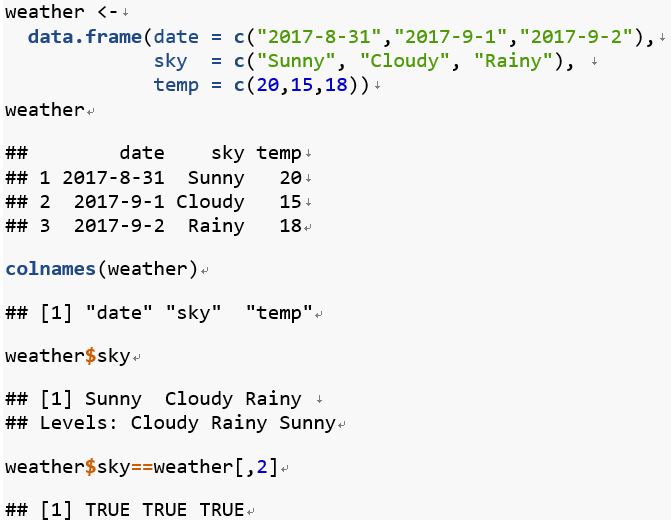 weather <-↓
  data.frame(date = c("2017-8-31","2017-9-1","2017-9-2"),↓
             sky  = c("Sunny", "Cloudy", "Rainy"),  ↓
             temp = c(20,15,18))↓
weather↵
##        date    sky temp↓
## 1 2017-8-31  Sunny   20↓
## 2  2017-9-1 Cloudy   15↓
## 3  2017-9-2  Rainy   18↵
colnames(weather)↵
## [1] "date" "sky"  "temp"↵
weather$sky↵
## [1] Sunny  Cloudy Rainy ↓
## Levels: Cloudy Rainy Sunny↵
weather$sky==weather[,2]↵
## [1] TRUE TRUE TRUE↵